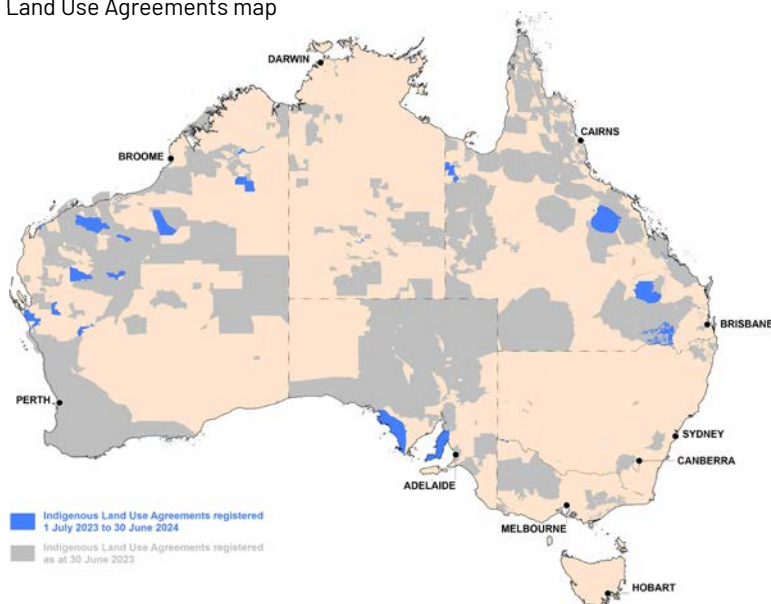 Land Use Agreements map
DARWIN
CAIRNS
BROOME
BRISBANE
PERTH
SYDNEY
CANBERRA
ADELAIDE
MELBOURNE
HOBART
Indigenous Land Use Agreements registered
1 July 2023 to 30 June 2024
Indigenous Land Use Agreements registered
as at 30 June 2023